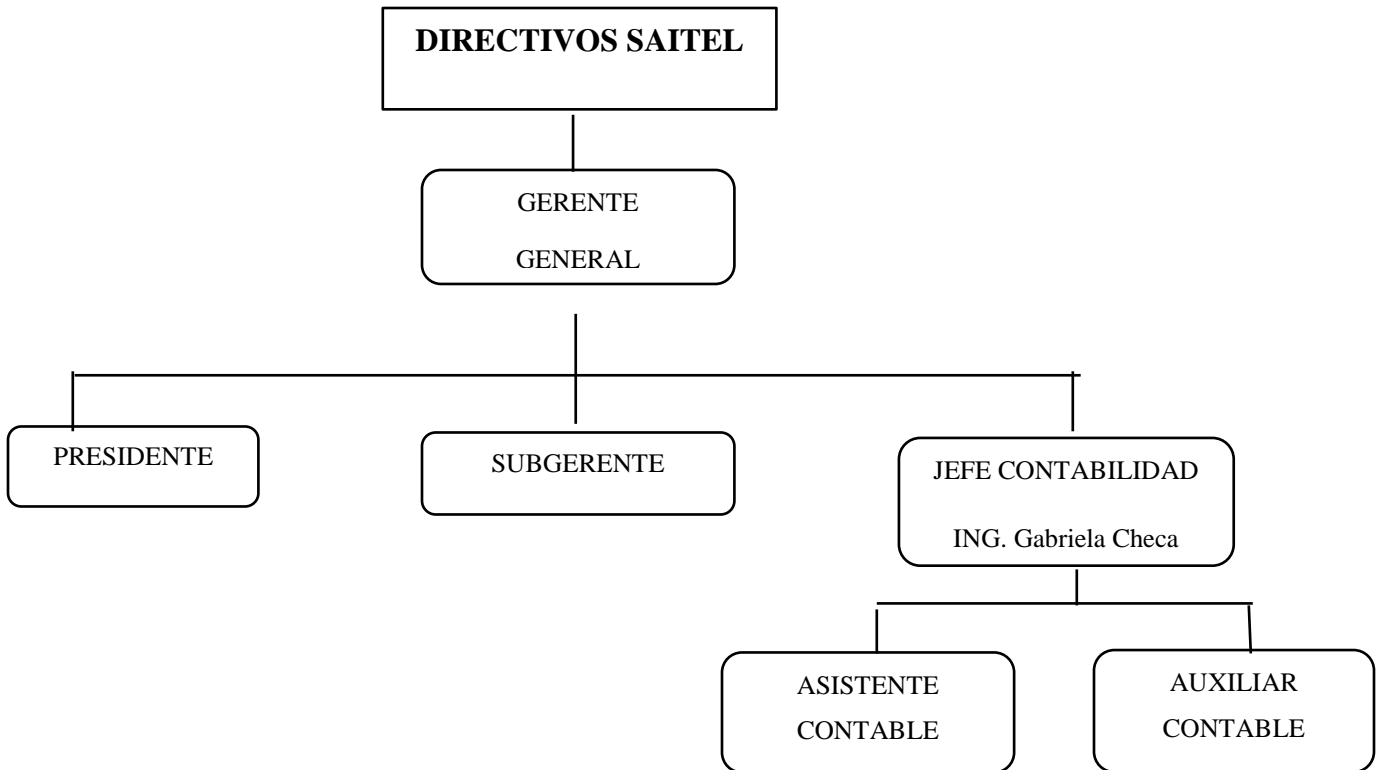 DIRECTIVOS SAITEL
GERENTE
GENERAL
PRESIDENTE
SUBGERENTE
JEFE CONTABILIDAD
ING. Gabriela Checa
ASISTENTE
CONTABLE
AUXILIAR
CONTABLE